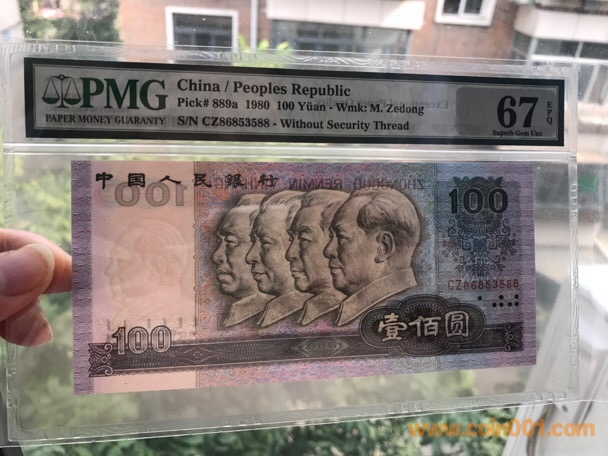 PMG
PAPER MONEY GUARANTY
China / Peoples Republic
Pick# 889a 1980 100 Yüan - Wmk: M. Zedong
S/N CZ86853588 - Without Security Thread
67 EPQ
Superb Gem Unc
中国人民银行
100
CZ86853588
100
壹佰圆
www.coin001.com